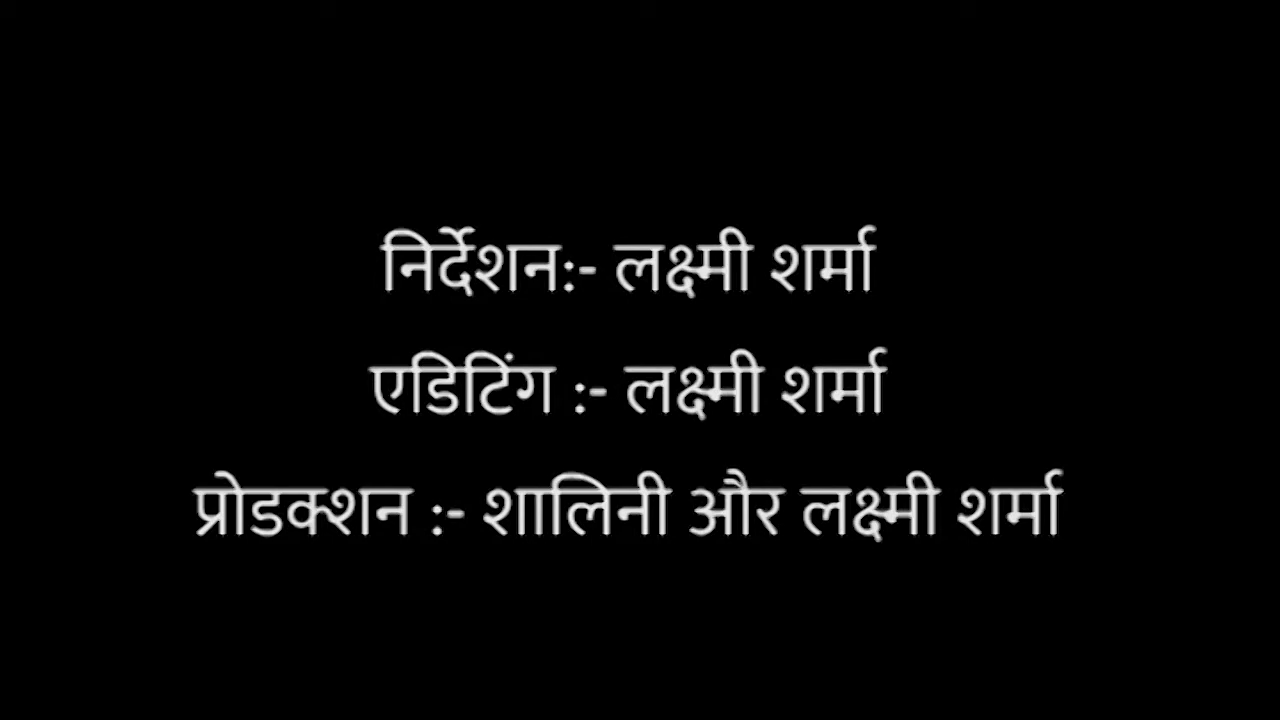 निर्देशन:- लक्ष्मी शर्मा
एडिटिंग :- लक्ष्मी शर्मा
प्रोडक्शन :- शालिनी और लक्ष्मी शर्मा